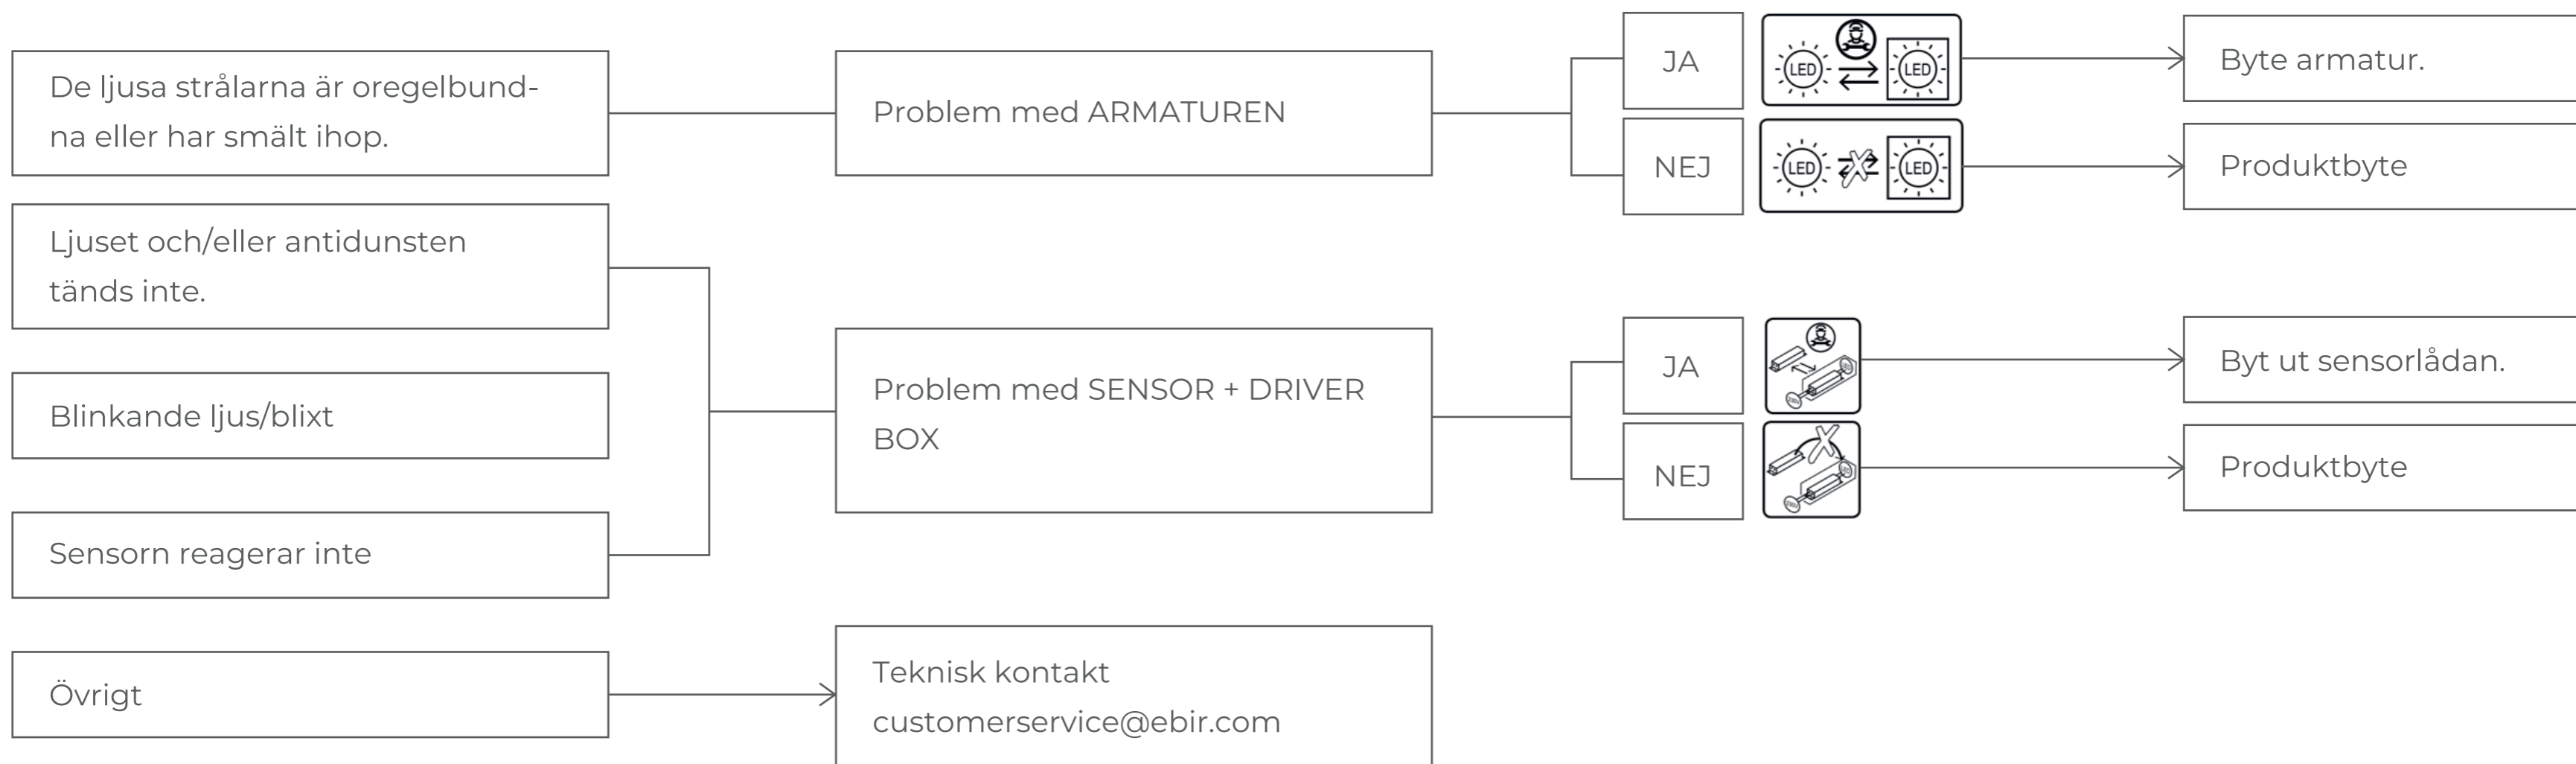 De ljusa strålarna är oregelbund-
na eller har smält ihop.
Problem med ARMATUREN
JA
LED
LED
Byte armatur.
NEJ
LED
LED
Produktbyte
Ljuset och/eller antidunsten
tänds inte.
Blinkande ljus/blixt
Sensorn reagerar inte
Problem med SENSOR + DRIVER
BOX
JA
Byt ut sensorlådan.
NEJ
Produktbyte
Övrigt
Teknisk kontakt
customerservice@ebir.com